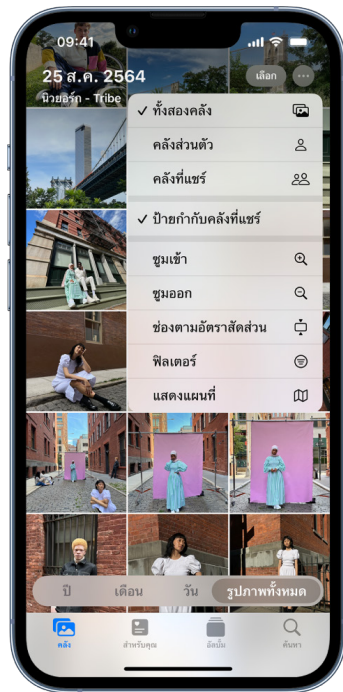 09:41
25 ส.ค. 2564
เลือก
นิวยอร์ก - Tribe
ทั้งสองคลัง
คลังส่วนตัว
คลังที่แชร์
ป้ายกำกับคลังที่แชร์
ซูมเข้า
ซูมออก
ช่องตามอัตราสัดส่วน
ฟิลเตอร์
แสดงแผนที่
ปี เดือน วัน รูปภาพทั้งหมด
คลัง สำหรับคุณ อัลบั้ม ค้นหา